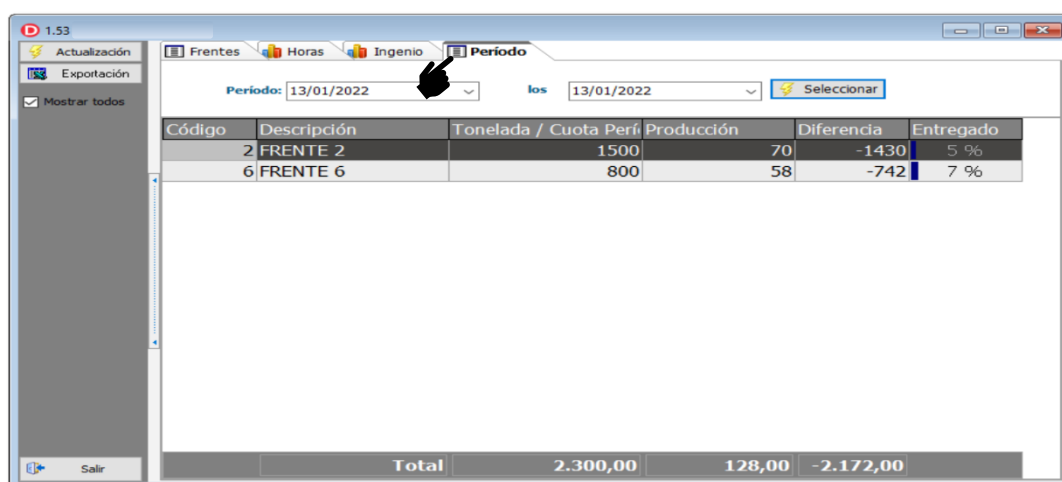 1.53
Actualización
Exportación
Mostrar todos
Frentes Horas Ingenio Período
Período: 13/01/2022 los 13/01/2022 Seleccionar
Código Descripción Tonelada / Cuota Perí Producción Diferencia Entregado
2 FRENTE 2 1500 70 -1430 5 %
6 FRENTE 6 800 58 -742 7 %
Salir
Total 2.300,00 128,00 -2.172,00